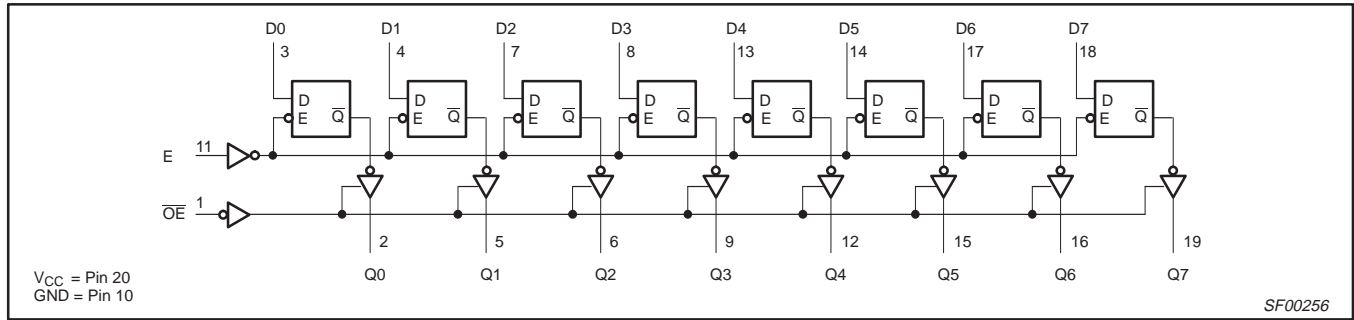 D0 D1 D2 D3 D4 D5 D6 D7
3 4 7 8 13 14 17 18
D D D D D D D D
Q̅ Q̅ Q̅ Q̅ Q̅ Q̅ Q̅ Q̅
E E E E E E E E
E 11
O̅E̅ 1
2 5 6 9 12 15 16 19
Q0 Q1 Q2 Q3 Q4 Q5 Q6 Q7
VCC = Pin 20
GND = Pin 10
SF00256